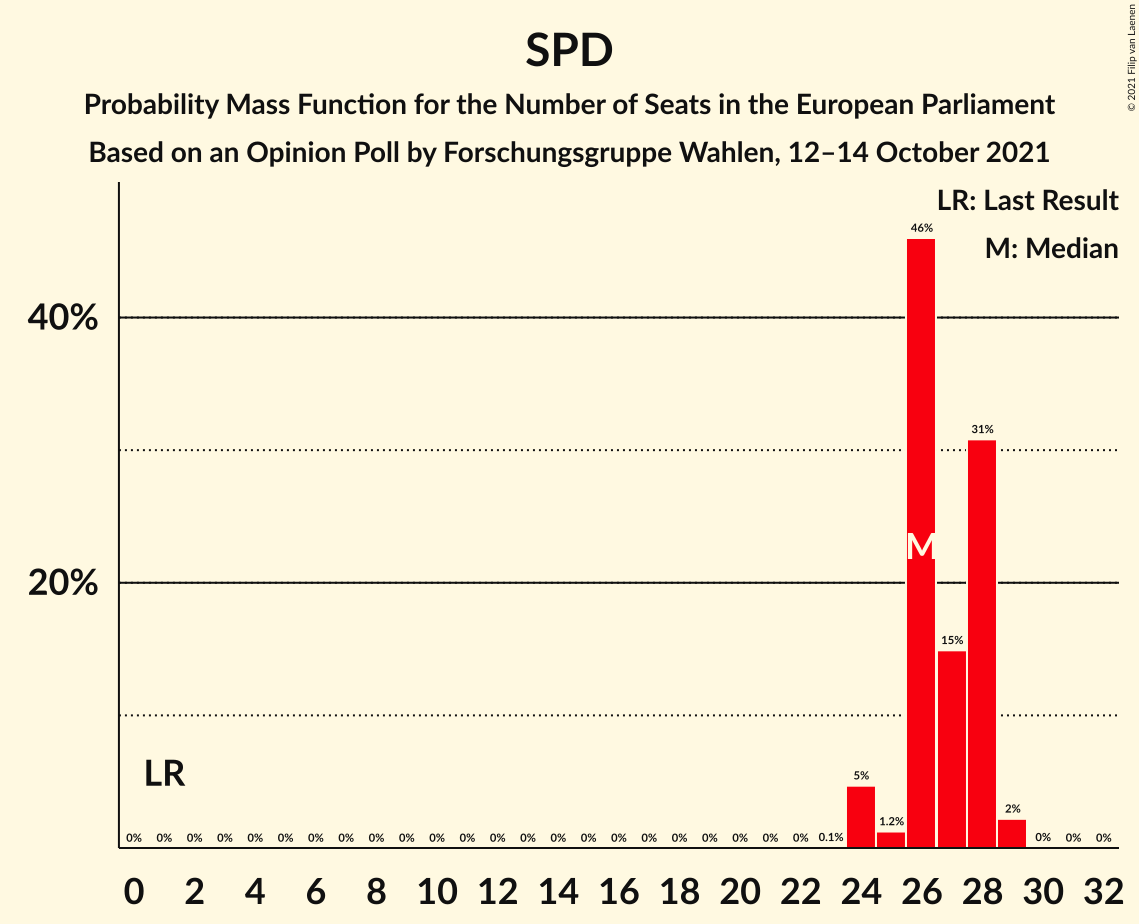 SPD
Probability Mass Function for the Number of Seats in the European Parliament
Based on an Opinion Poll by Forschungsgruppe Wahlen, 12–14 October 2021
© 2021 Filip van Laenen
LR: Last Result
M: Median
46%
40%
31%
M
20%
15%
LR
5%
0% 0% 0% 0% 0% 0% 0% 0% 0% 0% 0% 0% 0% 0% 0% 0% 0% 0% 0% 0% 0% 0% 0% 0.1% 1.2% 2% 0% 0% 0%
0 2 4 6 8 10 12 14 16 18 20 22 24 26 28 30 32